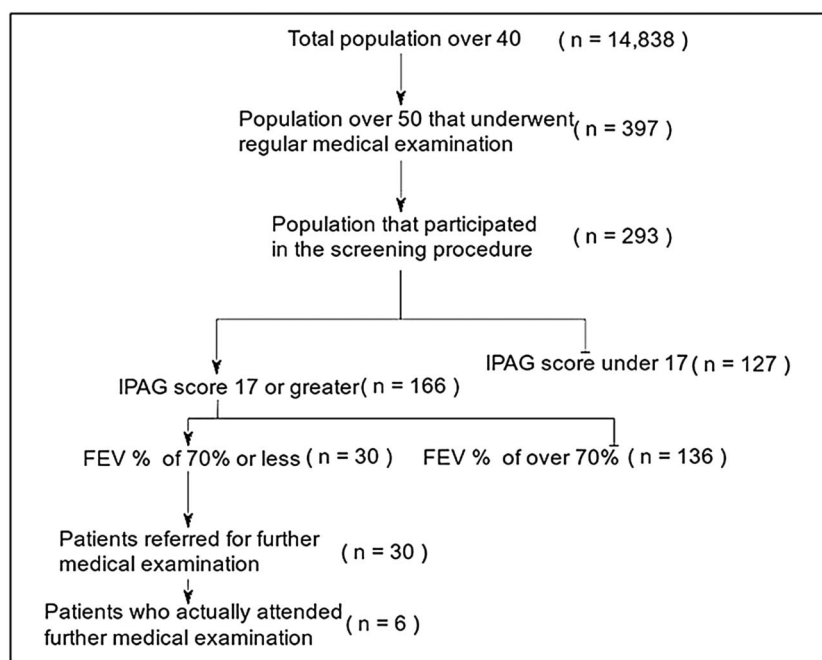 Total population over 40 ( n = 14,838)
Population over 50 that underwent
regular medical examination ( n = 397)
Population that participated
in the screening procedure ( n = 293)
IPAG score under 17 ( n = 127)
IPAG score 17 or greater( n = 166)
FEV % of 70% or less ( n = 30) FEV % of over 70% ( n = 136)
Patients referred for further
medical examination ( n = 30)
Patients who actually attended
further medical examination ( n = 6)